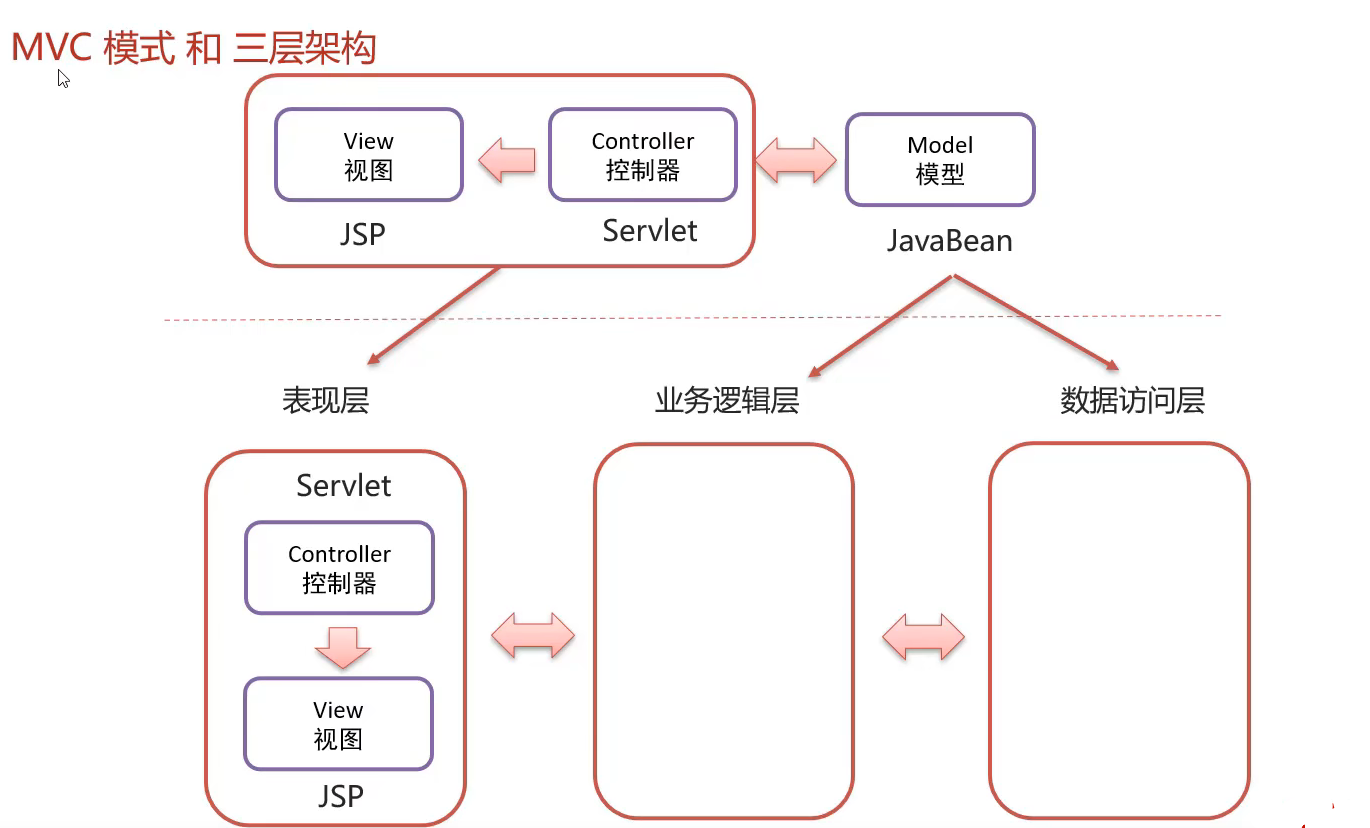 MVC 模式 和 三层架构
View
视图
Controller
控制器
Model
模型
JSP
Servlet
JavaBean
表现层
业务逻辑层
数据访问层
Servlet
Controller
控制器
View
视图
JSP